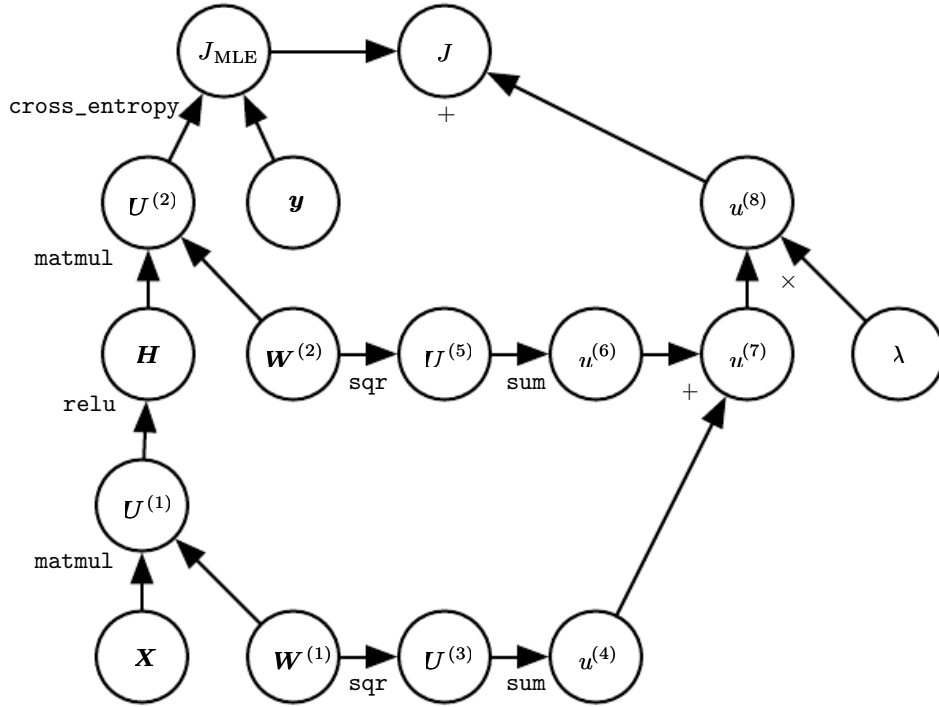 J_MLE J
+
cross_entropy
U^(2) y u^(8)
matmul ×
H W^(2) U^(5) u^(6) u^(7) λ
relu sqr sum +
U^(1)
matmul
X W^(1) U^(3) u^(4)
sqr sum